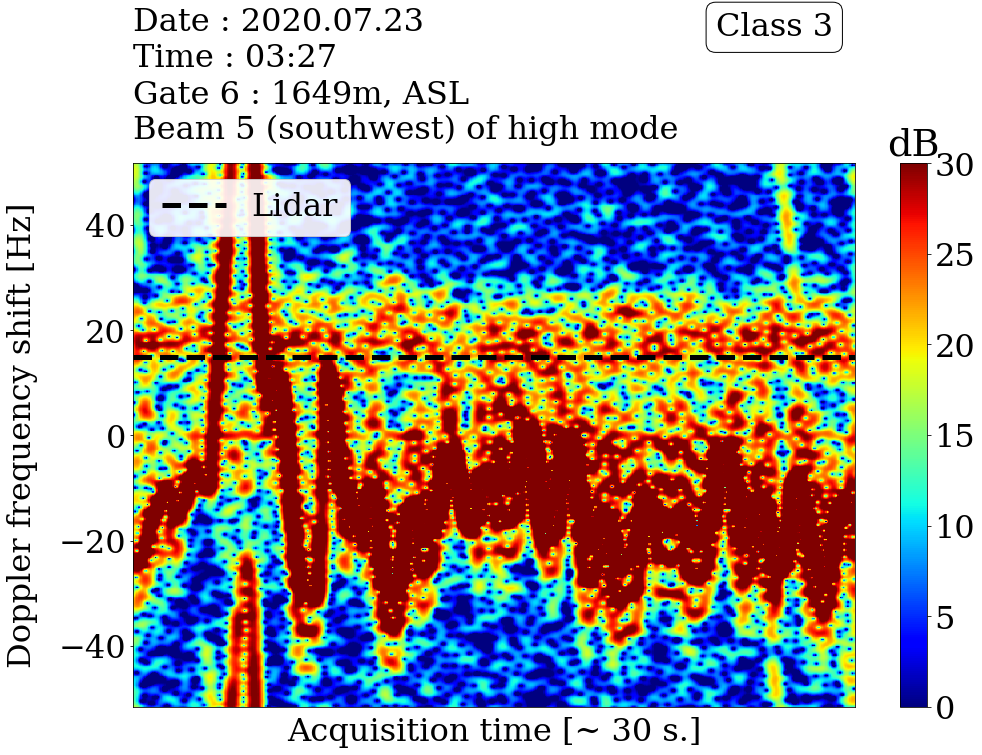 Date : 2020.07.23
Time : 03:27
Gate 6 : 1649m, ASL
Beam 5 (southwest) of high mode
Class 3
dB
Lidar
Doppler frequency shift [Hz]
40
20
0
−20
−40
Acquisition time [~ 30 s.]
30
25
20
15
10
5
0